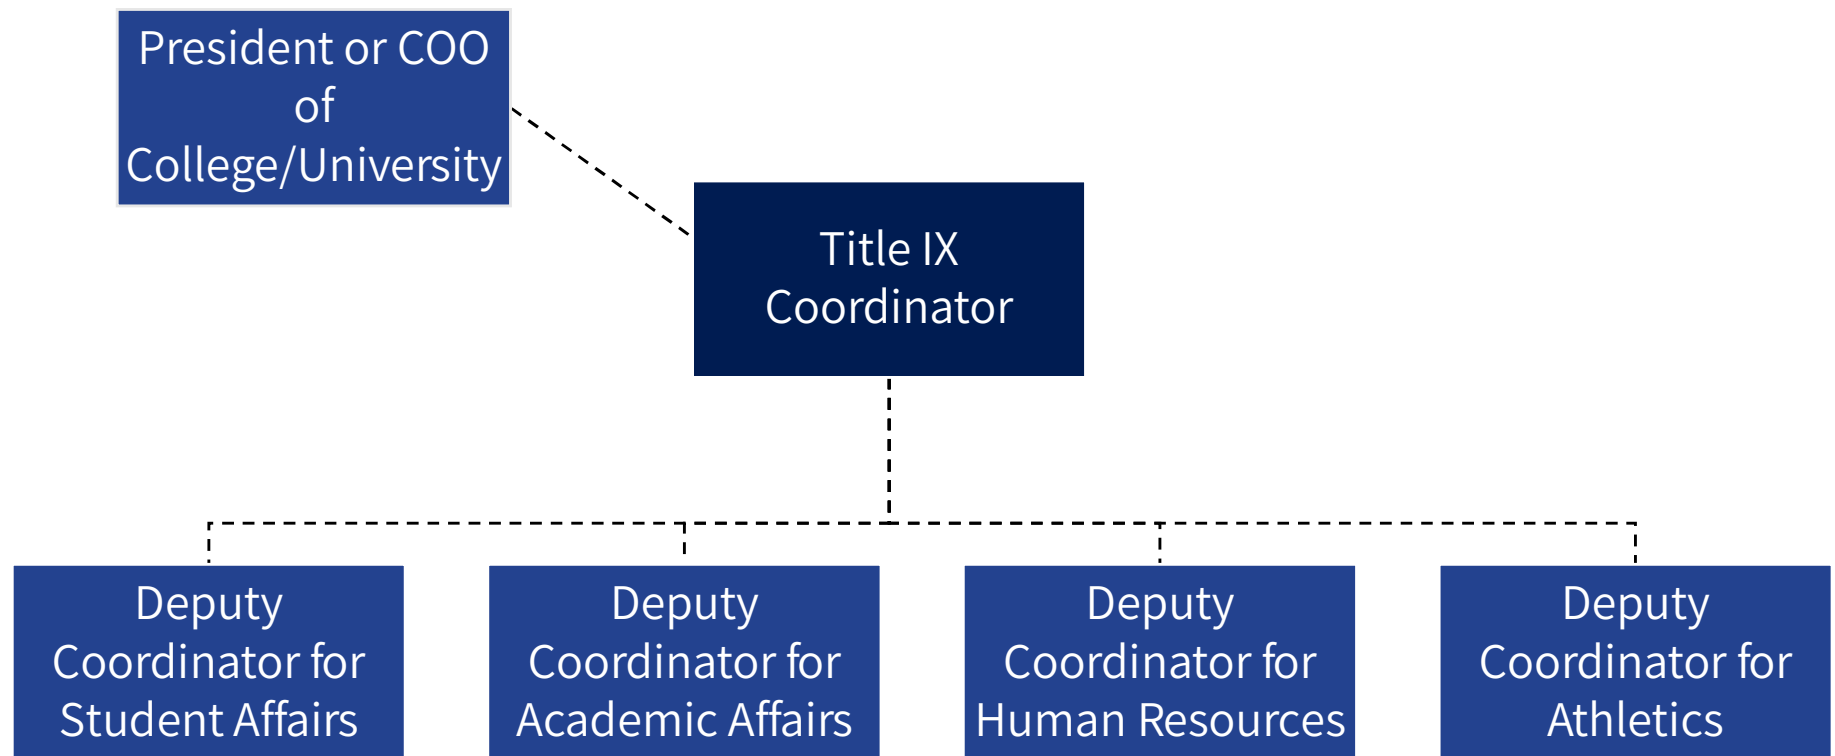 President or COO
of
College/University
Title IX
Coordinator
Deputy
Coordinator for
Student Affairs
Deputy
Coordinator for
Academic Affairs
Deputy
Coordinator for
Human Resources
Deputy
Coordinator for
Athletics